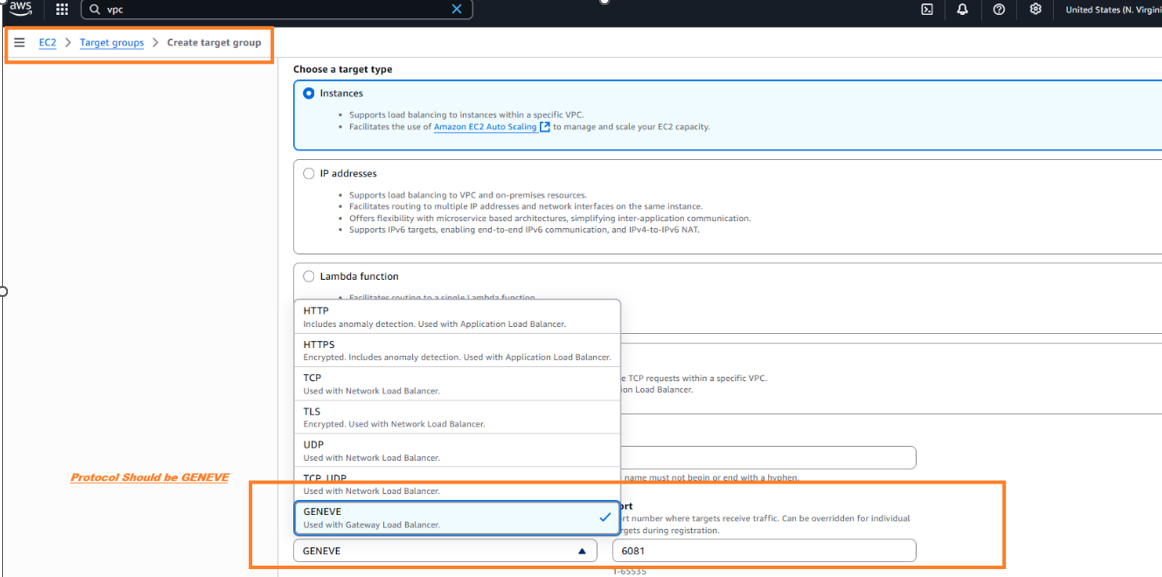 aws
vpc
United States (N. Virgini
EC2 > Target groups > Create target group
Choose a target type
Instances
• Supports load balancing to instances within a specific VPC.
• Facilitates the use of Amazon EC2 Auto Scaling to manage and scale your EC2 capacity.
IP addresses
• Supports load balancing to VPC and on-premises resources.
• Facilitates routing to multiple IP addresses and network interfaces on the same instance.
• Offers flexibility with microservice based architectures, simplifying inter-application communication.
• Supports IPv6 targets, enabling end-to-end IPv6 communication, and IPv4-to-IPv6 NAT.
Lambda function
• Facilitates routing to a single Lambda function.
HTTP
Includes anomaly detection. Used with Application Load Balancer.
HTTPS
Encrypted. Includes anomaly detection. Used with Application Load Balancer.
TCP
Used with Network Load Balancer.
e TCP requests within a specific VPC.
ion Load Balancer.
TLS
Encrypted. Used with Network Load Balancer.
UDP
Used with Network Load Balancer.
TCP_UDP
Used with Network Load Balancer.
name must not begin or end with a hyphen.
Protocol Should be GENEVE
GENEVE
Used with Gateway Load Balancer.
ort
rt number where targets receive traffic. Can be overridden for individual
rgets during registration.
GENEVE
6081
1-65535